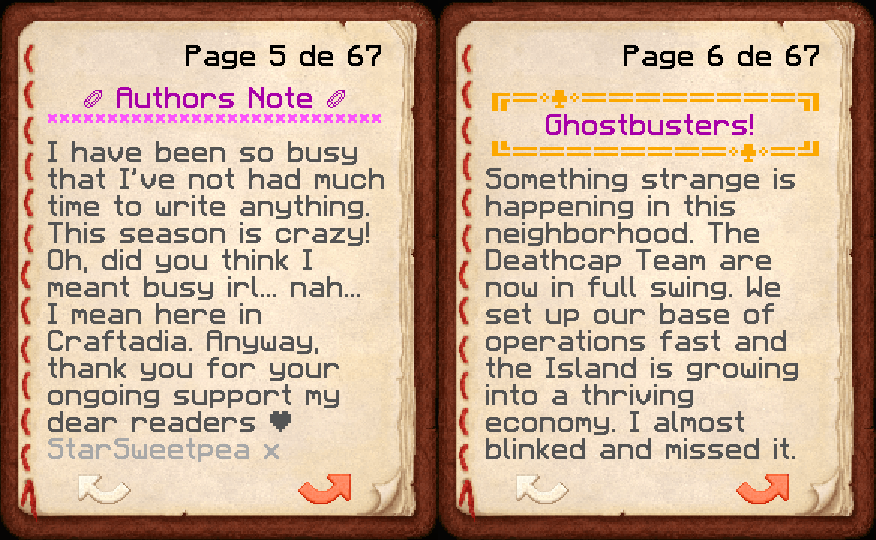 Page 5 de 67
Authors Note
I have been so busy
that I've not had much
time to write anything.
This season is crazy!
Oh, did you think I
meant busy irl... nah...
I mean here in
Craftadia. Anyway,
thank you for your
ongoing support my
dear readers ♥
StarSweetpea x
Page 6 de 67
Ghostbusters!
Something strange is
happening in this
neighborhood. The
Deathcap Team are
now in full swing. We
set up our base of
operations fast and
the Island is growing
into a thriving
economy. I almost
blinked and missed it.